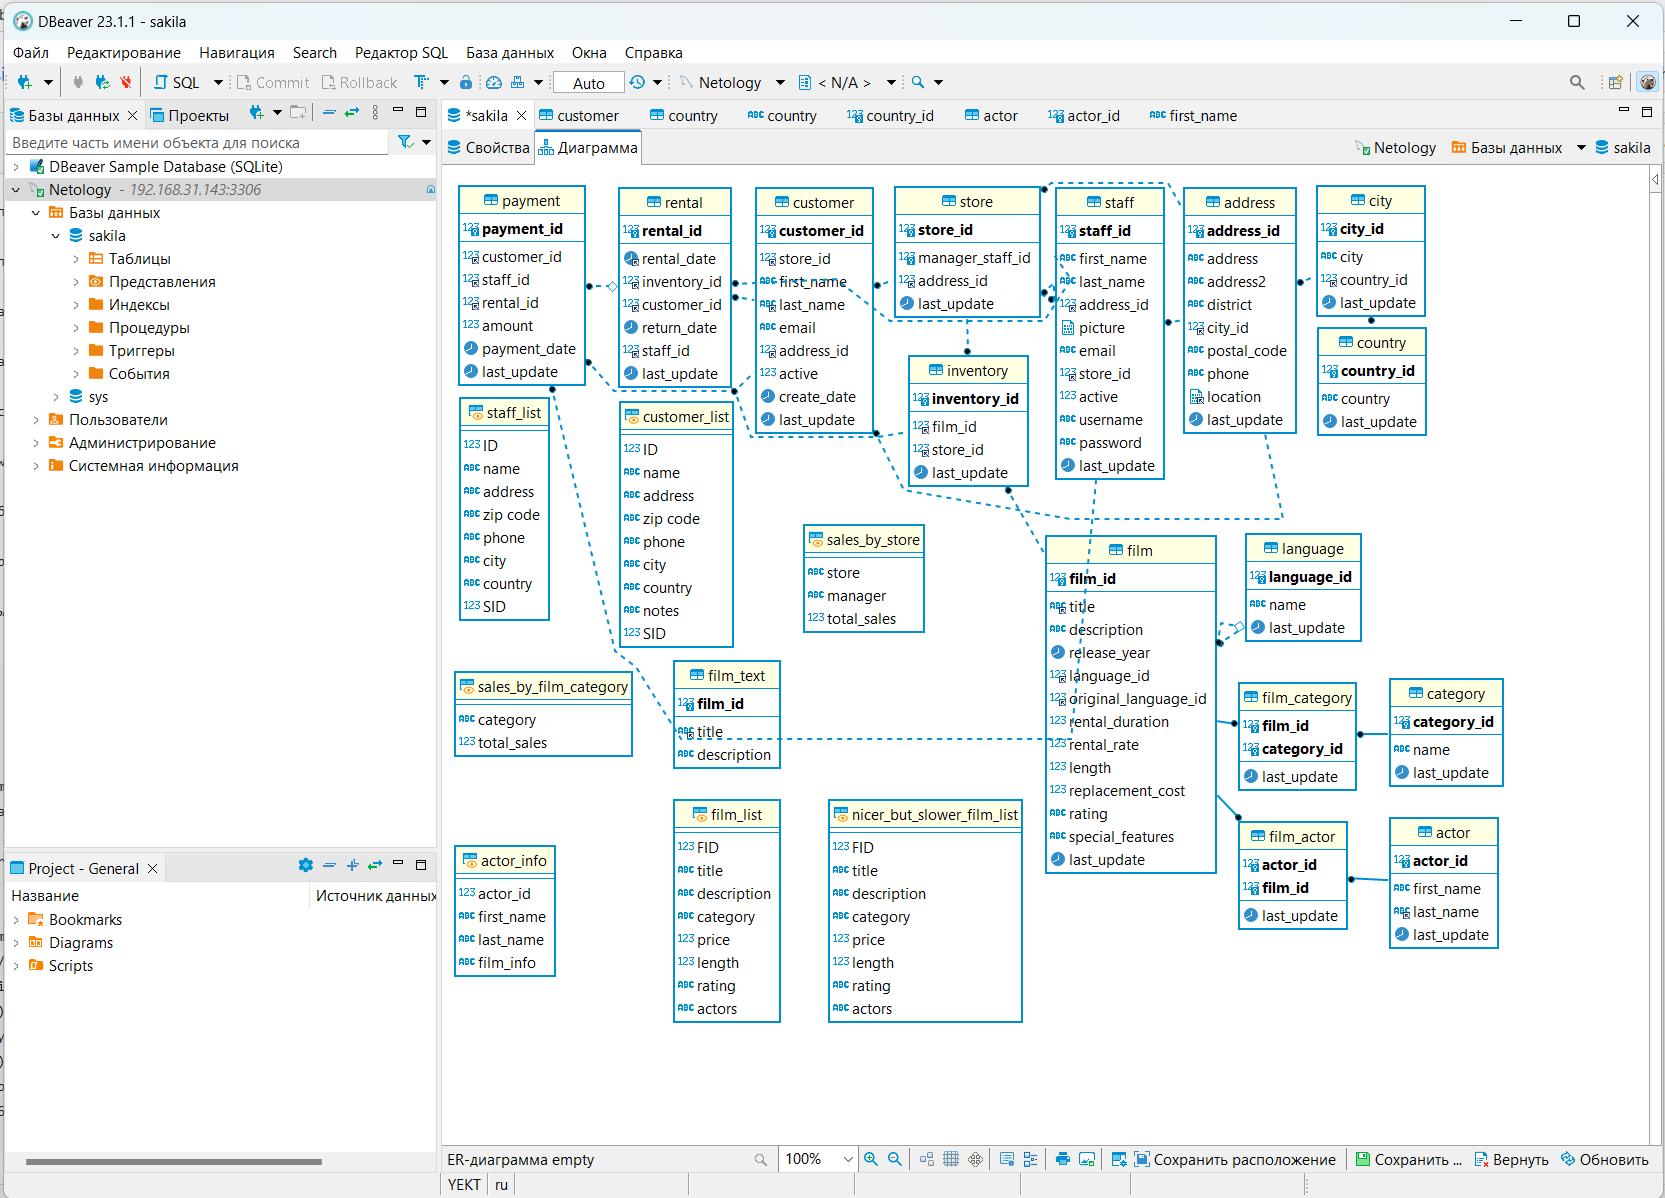 DBeaver 23.1.1 - sakila
Файл Редактирование Навигация Search Редактор SQL База данных Окна Справка
SQL Commit Rollback Auto Netology < N/A >
Базы данных Проекты
Введите часть имени объекта для поиска
DBeaver Sample Database (SQLite)
Netology - 192.168.31.143:3306
Базы данных
sakila
Таблицы
Представления
Индексы
Процедуры
Триггеры
События
sys
Пользователи
Администрирование
Системная информация
Project - General
Название Источник данных
Bookmarks
Diagrams
Scripts
*sakila customer country country country_id actor actor_id first_name
Свойства Диаграмма Netology Базы данных sakila
payment
payment_id
customer_id
staff_id
rental_id
amount
payment_date
last_update
rental
rental_id
rental_date
inventory_id
customer_id
return_date
staff_id
last_update
customer
customer_id
store_id
first_name
last_name
email
address_id
active
create_date
last_update
store
store_id
manager_staff_id
address_id
last_update
staff
staff_id
first_name
last_name
address_id
picture
email
store_id
active
username
password
last_update
address
address_id
address
address2
district
city_id
postal_code
phone
location
last_update
city
city_id
city
country_id
last_update
country
country_id
country
last_update
inventory
inventory_id
film_id
store_id
last_update
staff_list
ID
name
address
zip code
phone
city
country
SID
customer_list
ID
name
address
zip code
phone
city
country
notes
SID
sales_by_store
store
manager
total_sales
film
film_id
title
description
release_year
language_id
original_language_id
rental_duration
rental_rate
length
replacement_cost
rating
special_features
last_update
language
language_id
name
last_update
sales_by_film_category
category
total_sales
film_text
film_id
title
description
film_category
film_id
category_id
last_update
category
category_id
name
last_update
actor_info
actor_id
first_name
last_name
film_info
film_list
FID
title
description
category
price
length
rating
actors
nicer_but_slower_film_list
FID
title
description
category
price
length
rating
actors
film_actor
actor_id
film_id
last_update
actor
actor_id
first_name
last_name
last_update
ER-диаграмма empty 100% Сохранить расположение Сохранить ... Вернуть Обновить
YEKT ru